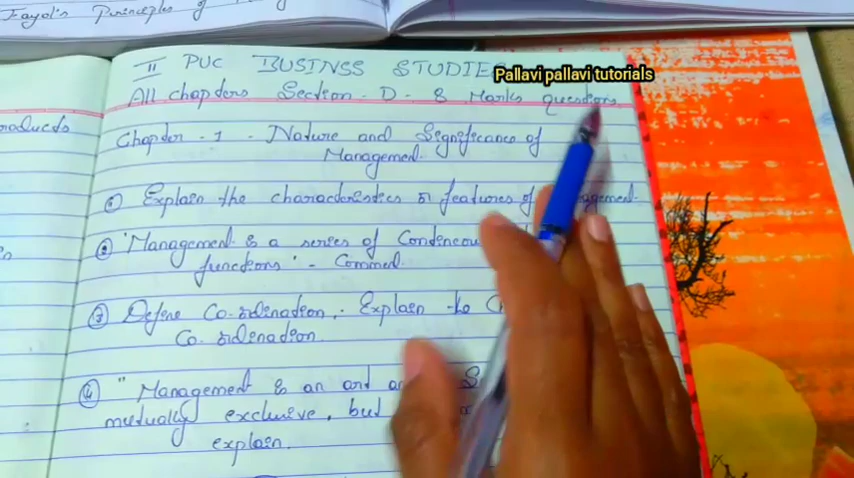 Fayol's Principles of
II PUC BUSINSS STUDIES
Pallavi pallavi tutorials
All chapters Section - D - 8 Marks questions
Chapter - 1 - Nature and Significance of
Management.
① Explain the characteristics or features of
② "Management is a series of
functions" - Comment.
③ Define Co-ordination. Explain the
Co-ordination
④ "Management is an art
mutually exclusive, but
explain.